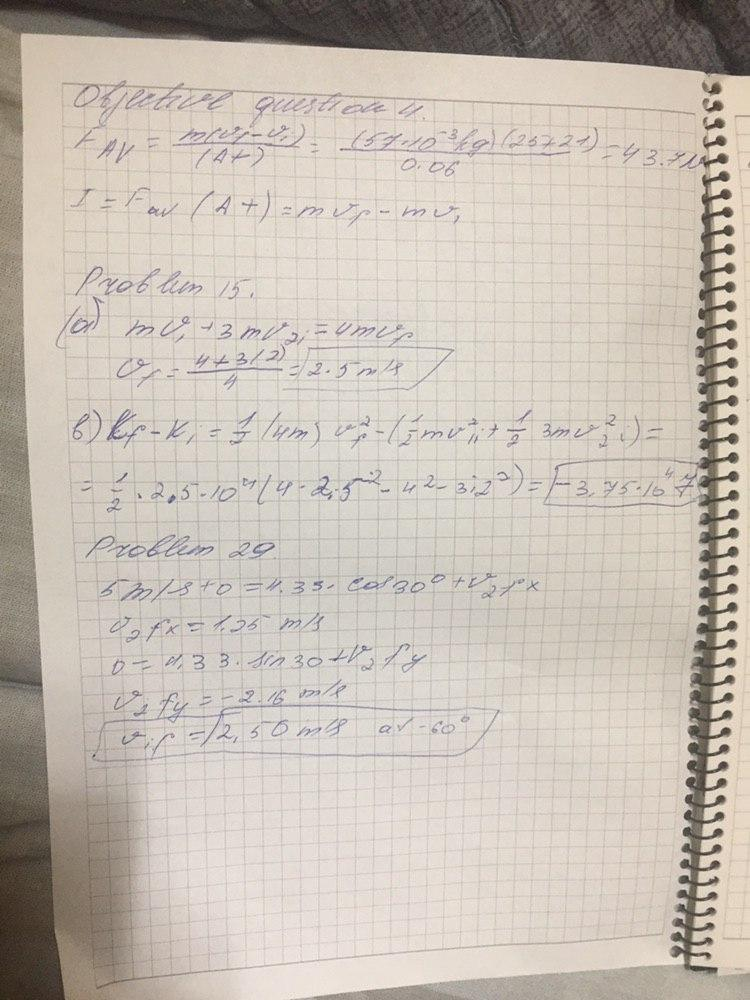 Objective question 4.
F_AV = m(v_f - v_i) / (Δt) = (57·10^-3 kg)(25+21) / 0.06 = 43.7 N
I = F_av (Δt) = mv_f - mv_i
Problem 15.
(a) mv_1 + 3mv_2i = 4mv_f
v_f = 4+3(2) / 4 = 2.5 m/s
b) K_f - K_i = 1/2 (4m) v_f^2 - (1/2 mv_1i^2 + 1/2 3mv_2i^2) =
= 1/2 · 2.5·10^4 (4·2.5^2 - 4^2 - 3·2^2) = -3.75·10^4 J
Problem 29
5 m/s + 0 = 4.33 · cos30° + v_2fx
v_2fx = 1.25 m/s
0 = 4.33 · sin30 + v_2fy
v_2fy = -2.16 m/s
v_if = 2,50 m/s at -60°